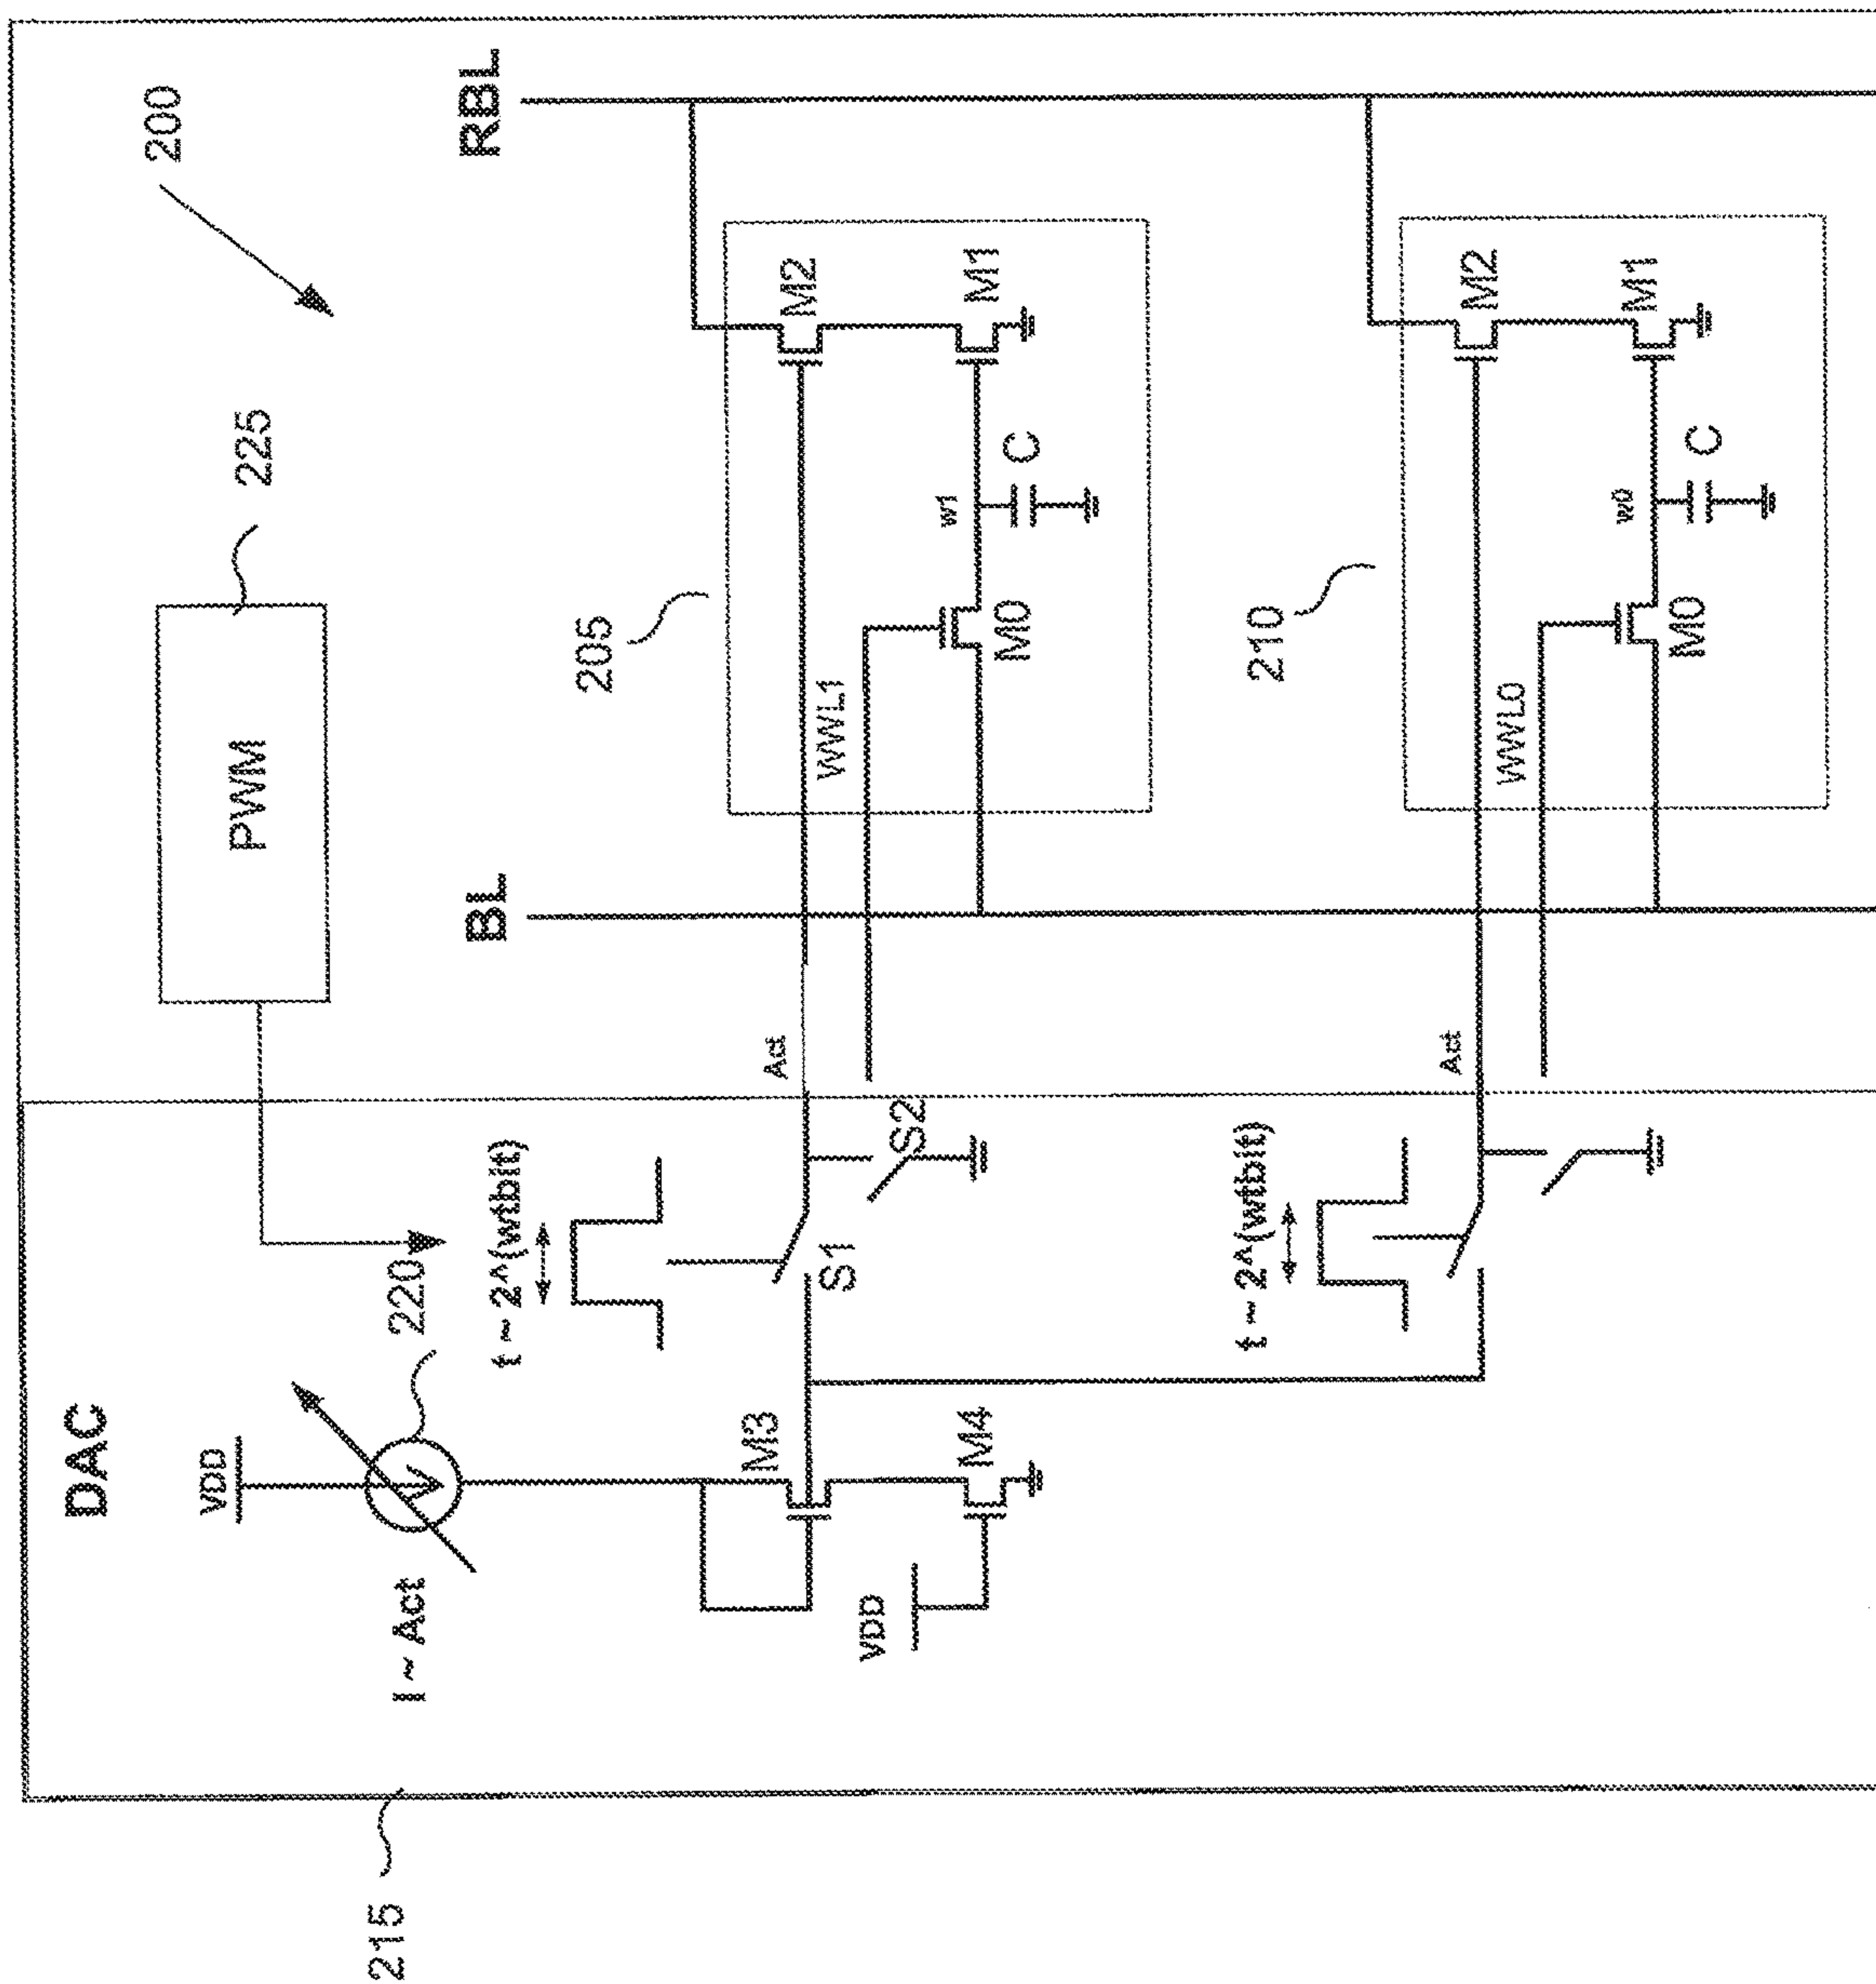 200
PWM
225
RBL
BL
DAC
VDD
220
I ~ Act
215
t ~ 2^(wtbit)
205
Act
S1
S2
M3
M4
VDD
WWL1
M2
M1
w1
C
M0
210
t ~ 2^(wtbit)
Act
WWL0
M2
M1
w0
C
M0